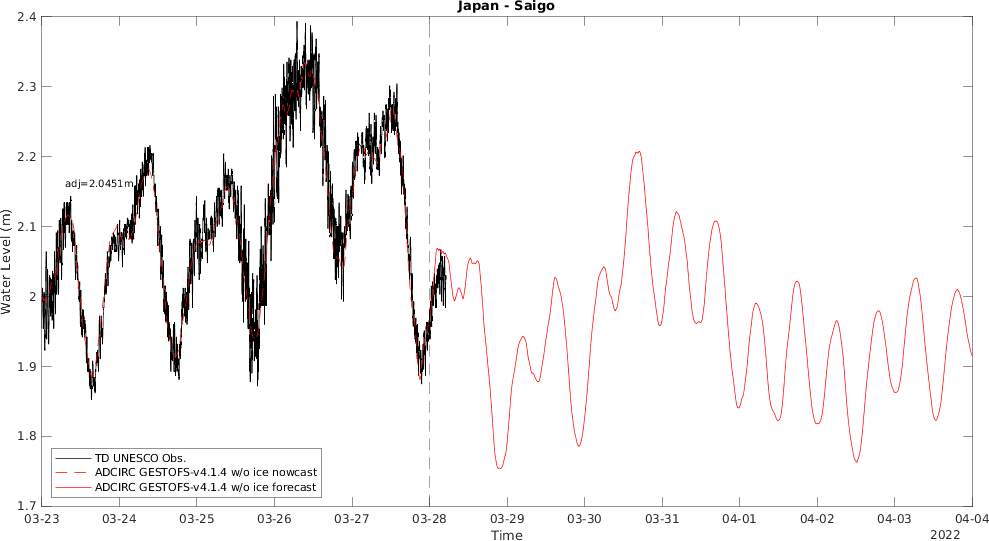 Japan - Saigo
2.4
2.3
2.2
2.1
2
1.9
1.8
1.7
Water Level (m)
adj=2.0451m
TD UNESCO Obs.
ADCIRC GESTOFS-v4.1.4 w/o ice nowcast
ADCIRC GESTOFS-v4.1.4 w/o ice forecast
03-23 03-24 03-25 03-26 03-27 03-28 03-29 03-30 03-31 04-01 04-02 04-03 04-04
Time
2022